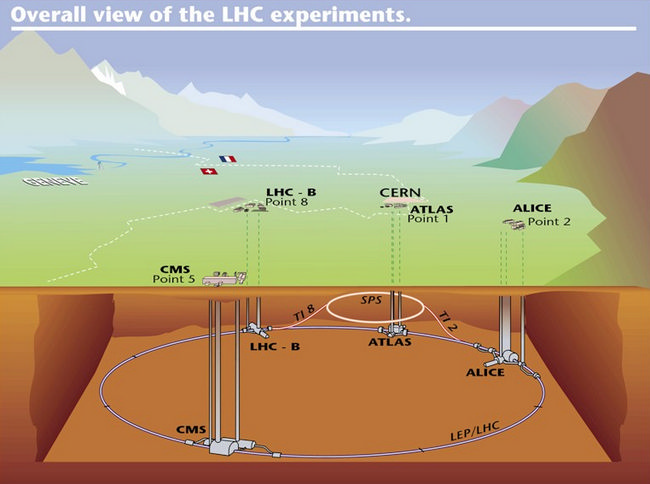 Overall view of the LHC experiments.
GENEVE
LHC - B
Point 8
CERN
ATLAS
Point 1
ALICE
Point 2
CMS
Point 5
TI 8
SPS
TI 2
LHC - B
ATLAS
ALICE
CMS
LEP/LHC